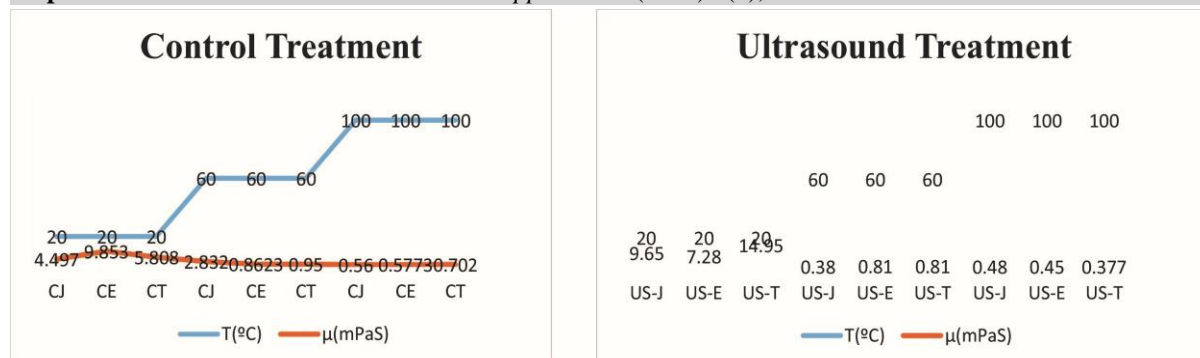 Control Treatment
100 100 100
60 60 60
20 20 20
4.497 9.853 5.808 2.832 0.8623 0.95 0.56 0.5773 0.702
CJ CE CT CJ CE CT CJ CE CT
T(ºC) µ(mPaS)
Ultrasound Treatment
100 100 100
60 60 60
20 20 20
9.65 7.28 14.95
0.38 0.81 0.81 0.48 0.45 0.377
US-J US-E US-T US-J US-E US-T US-J US-E US-T
T(ºC) µ(mPaS)